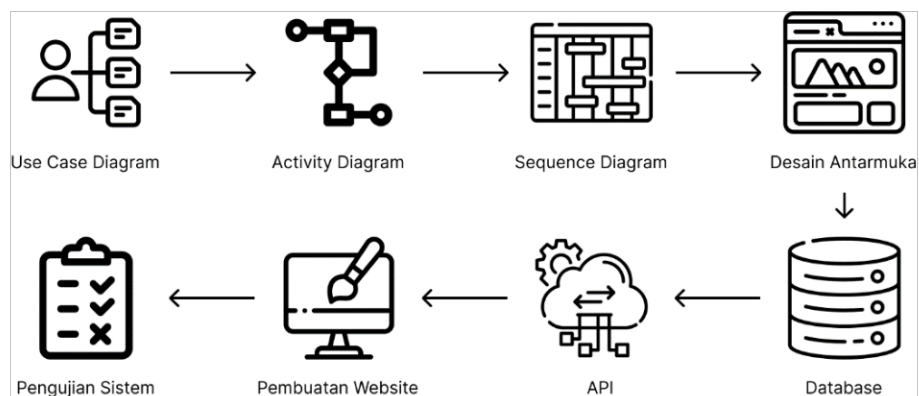 Use Case Diagram
Activity Diagram
Sequence Diagram
Desain Antarmuka
Pengujian Sistem
Pembuatan Website
API
Database